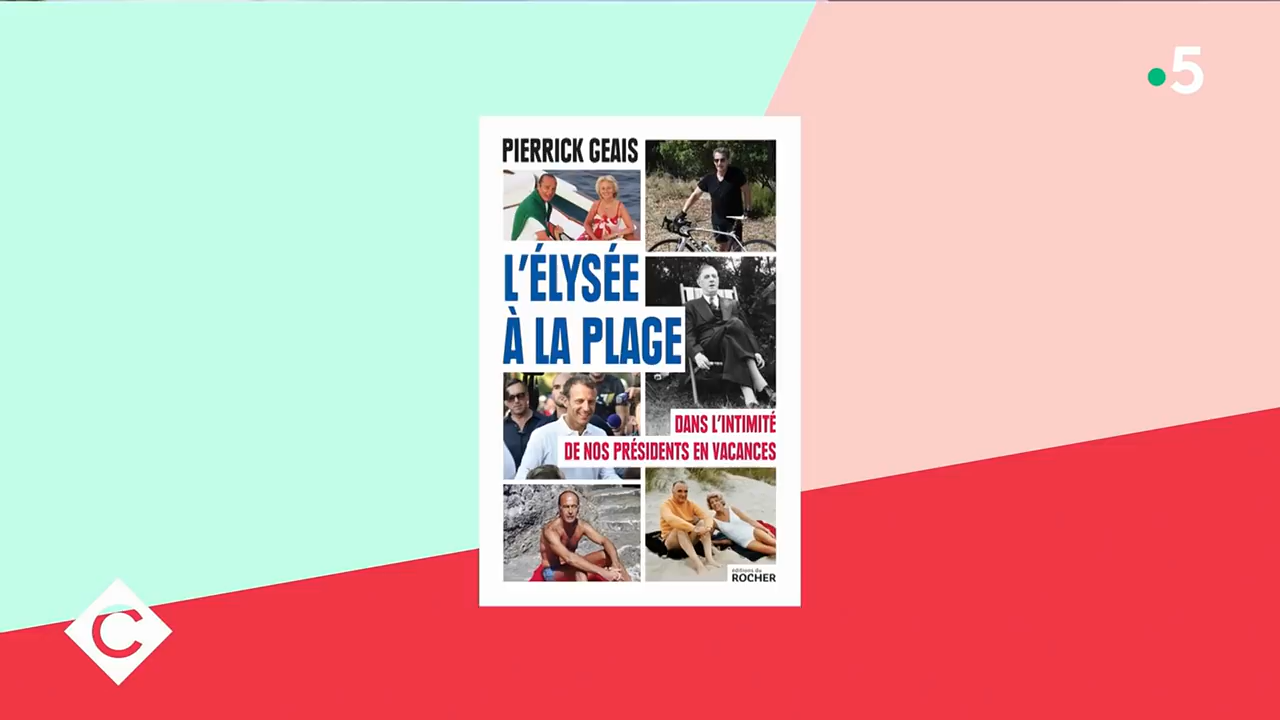 5
PIERRICK GEAIS
L'ÉLYSÉE
À LA PLAGE
DANS L'INTIMITÉ
DE NOS PRÉSIDENTS EN VACANCES
éditions du
ROCHER
C